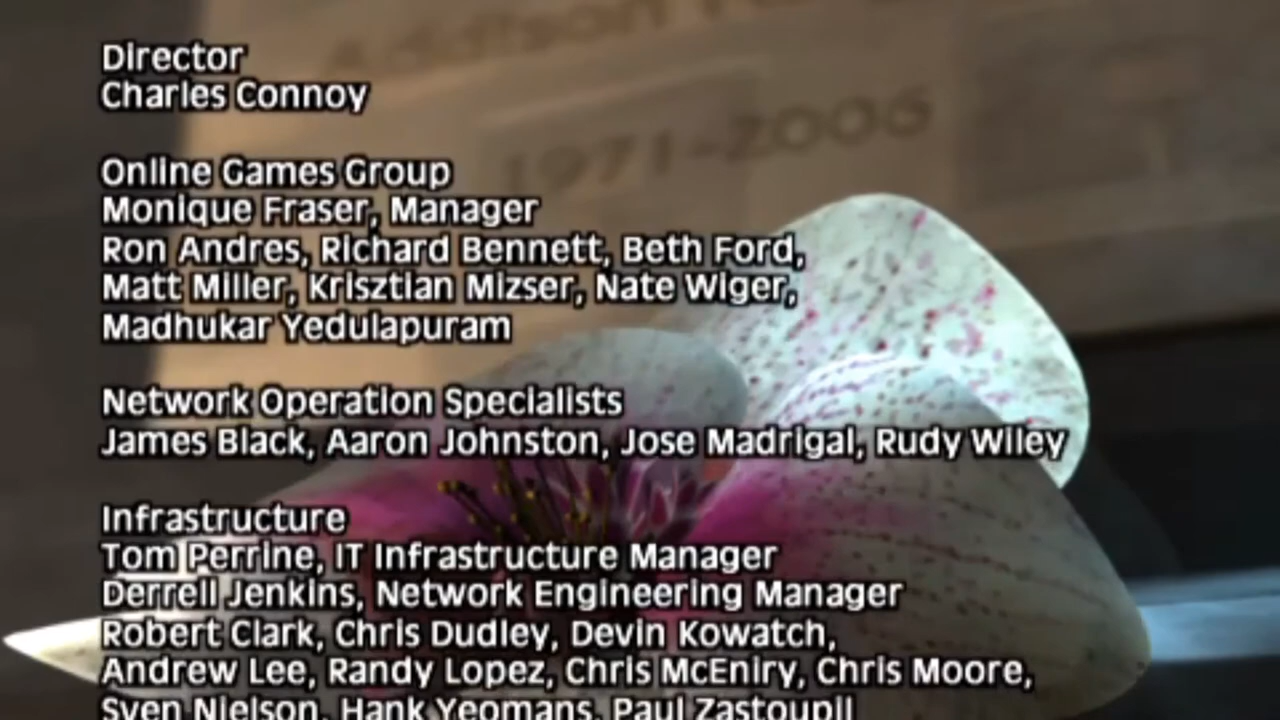 Addison
1971-2006
Director
Charles Connoy
Online Games Group
Monique Fraser, Manager
Ron Andres, Richard Bennett, Beth Ford,
Matt Miller, Krisztian Mizser, Nate Wiger,
Madhukar Yedulapuram
Network Operation Specialists
James Black, Aaron Johnston, Jose Madrigal, Rudy Wiley
Infrastructure
Tom Perrine, IT Infrastructure Manager
Derrell Jenkins, Network Engineering Manager
Robert Clark, Chris Dudley, Devin Kowatch,
Andrew Lee, Randy Lopez, Chris McEniry, Chris Moore,
Sven Nielson, Hank Yeomans, Paul Zastoupil